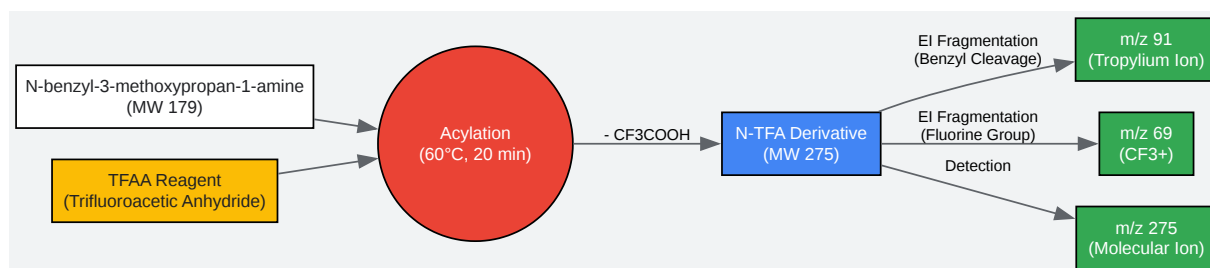 N-benzyl-3-methoxypropan-1-amine
(MW 179)
TFAA Reagent
(Trifluoroacetic Anhydride)
Acylation
(60°C, 20 min)
- CF3COOH
N-TFA Derivative
(MW 275)
EI Fragmentation
(Benzyl Cleavage)
m/z 91
(Tropylium Ion)
EI Fragmentation
(Fluorine Group)
m/z 69
(CF3+)
Detection
m/z 275
(Molecular Ion)